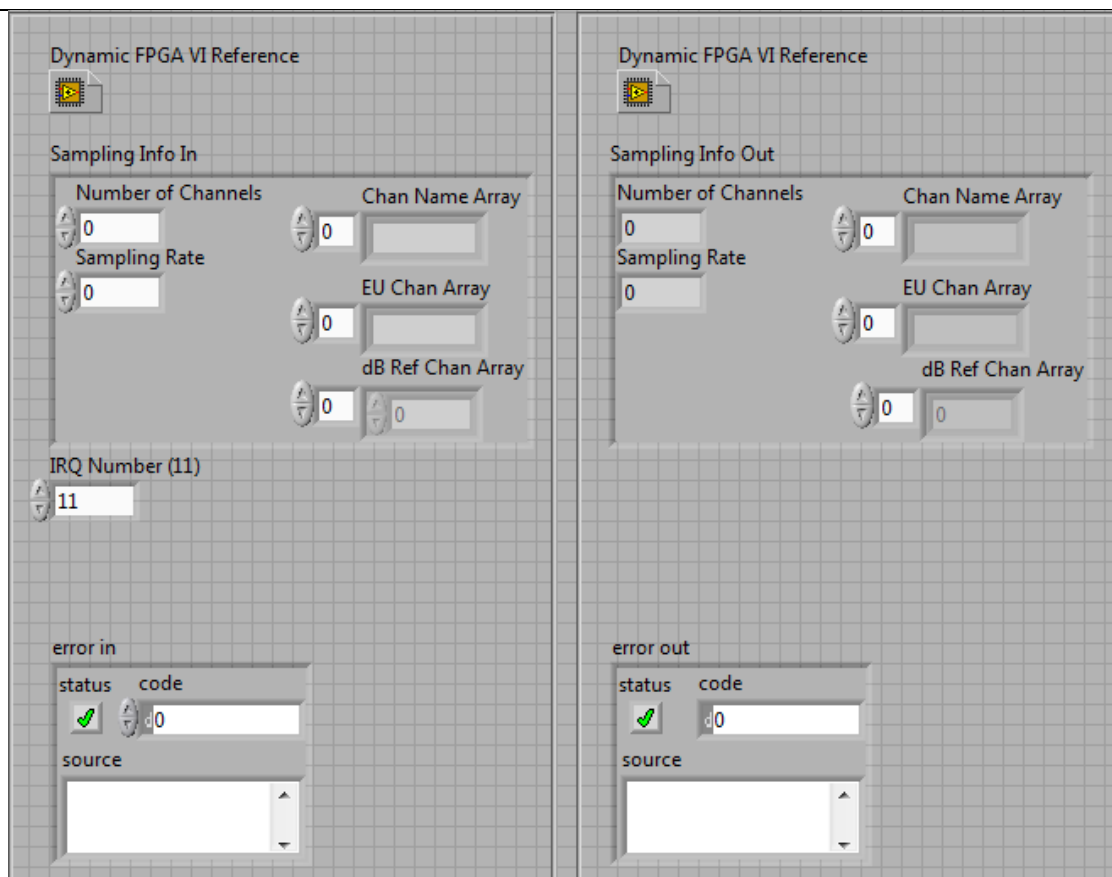 Dynamic FPGA VI Reference
Sampling Info In
Number of Channels
0
Sampling Rate
0
Chan Name Array
0
EU Chan Array
0
dB Ref Chan Array
0
0
IRQ Number (11)
11
error in
status code
d0
source
Dynamic FPGA VI Reference
Sampling Info Out
Number of Channels
0
Sampling Rate
0
Chan Name Array
0
EU Chan Array
0
dB Ref Chan Array
0
0
error out
status code
d0
source